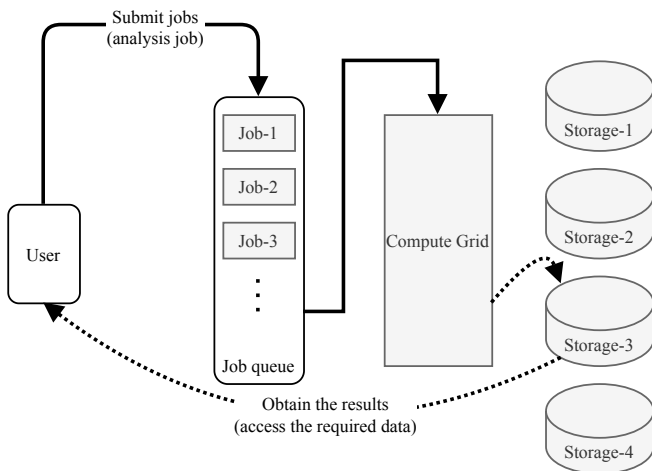 Submit jobs
(analysis job)
Job-1
Job-2
Job-3
Job queue
User
Compute Grid
Storage-1
Storage-2
Storage-3
Storage-4
Obtain the results
(access the required data)